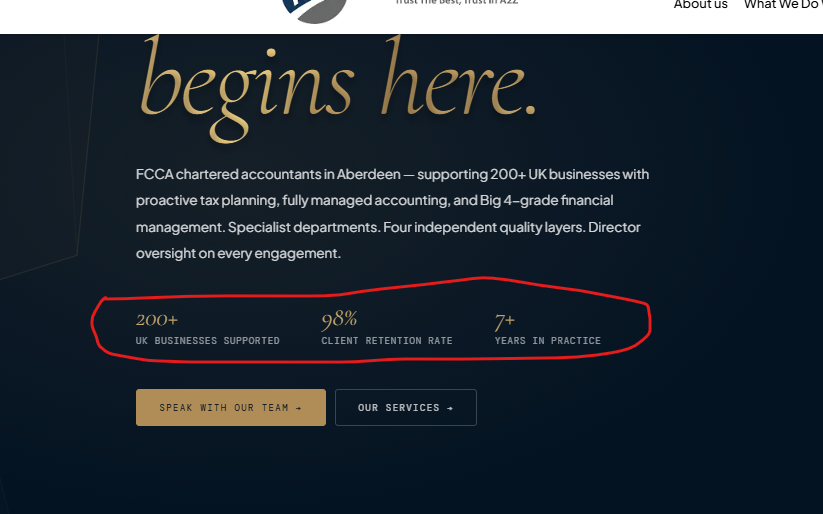 Trust The Best, Trust in A2Z
About us What We Do
begins here.
FCCA chartered accountants in Aberdeen — supporting 200+ UK businesses with
proactive tax planning, fully managed accounting, and Big 4-grade financial
management. Specialist departments. Four independent quality layers. Director
oversight on every engagement.
200+ 98% 7+
UK BUSINESSES SUPPORTED CLIENT RETENTION RATE YEARS IN PRACTICE
SPEAK WITH OUR TEAM → OUR SERVICES →